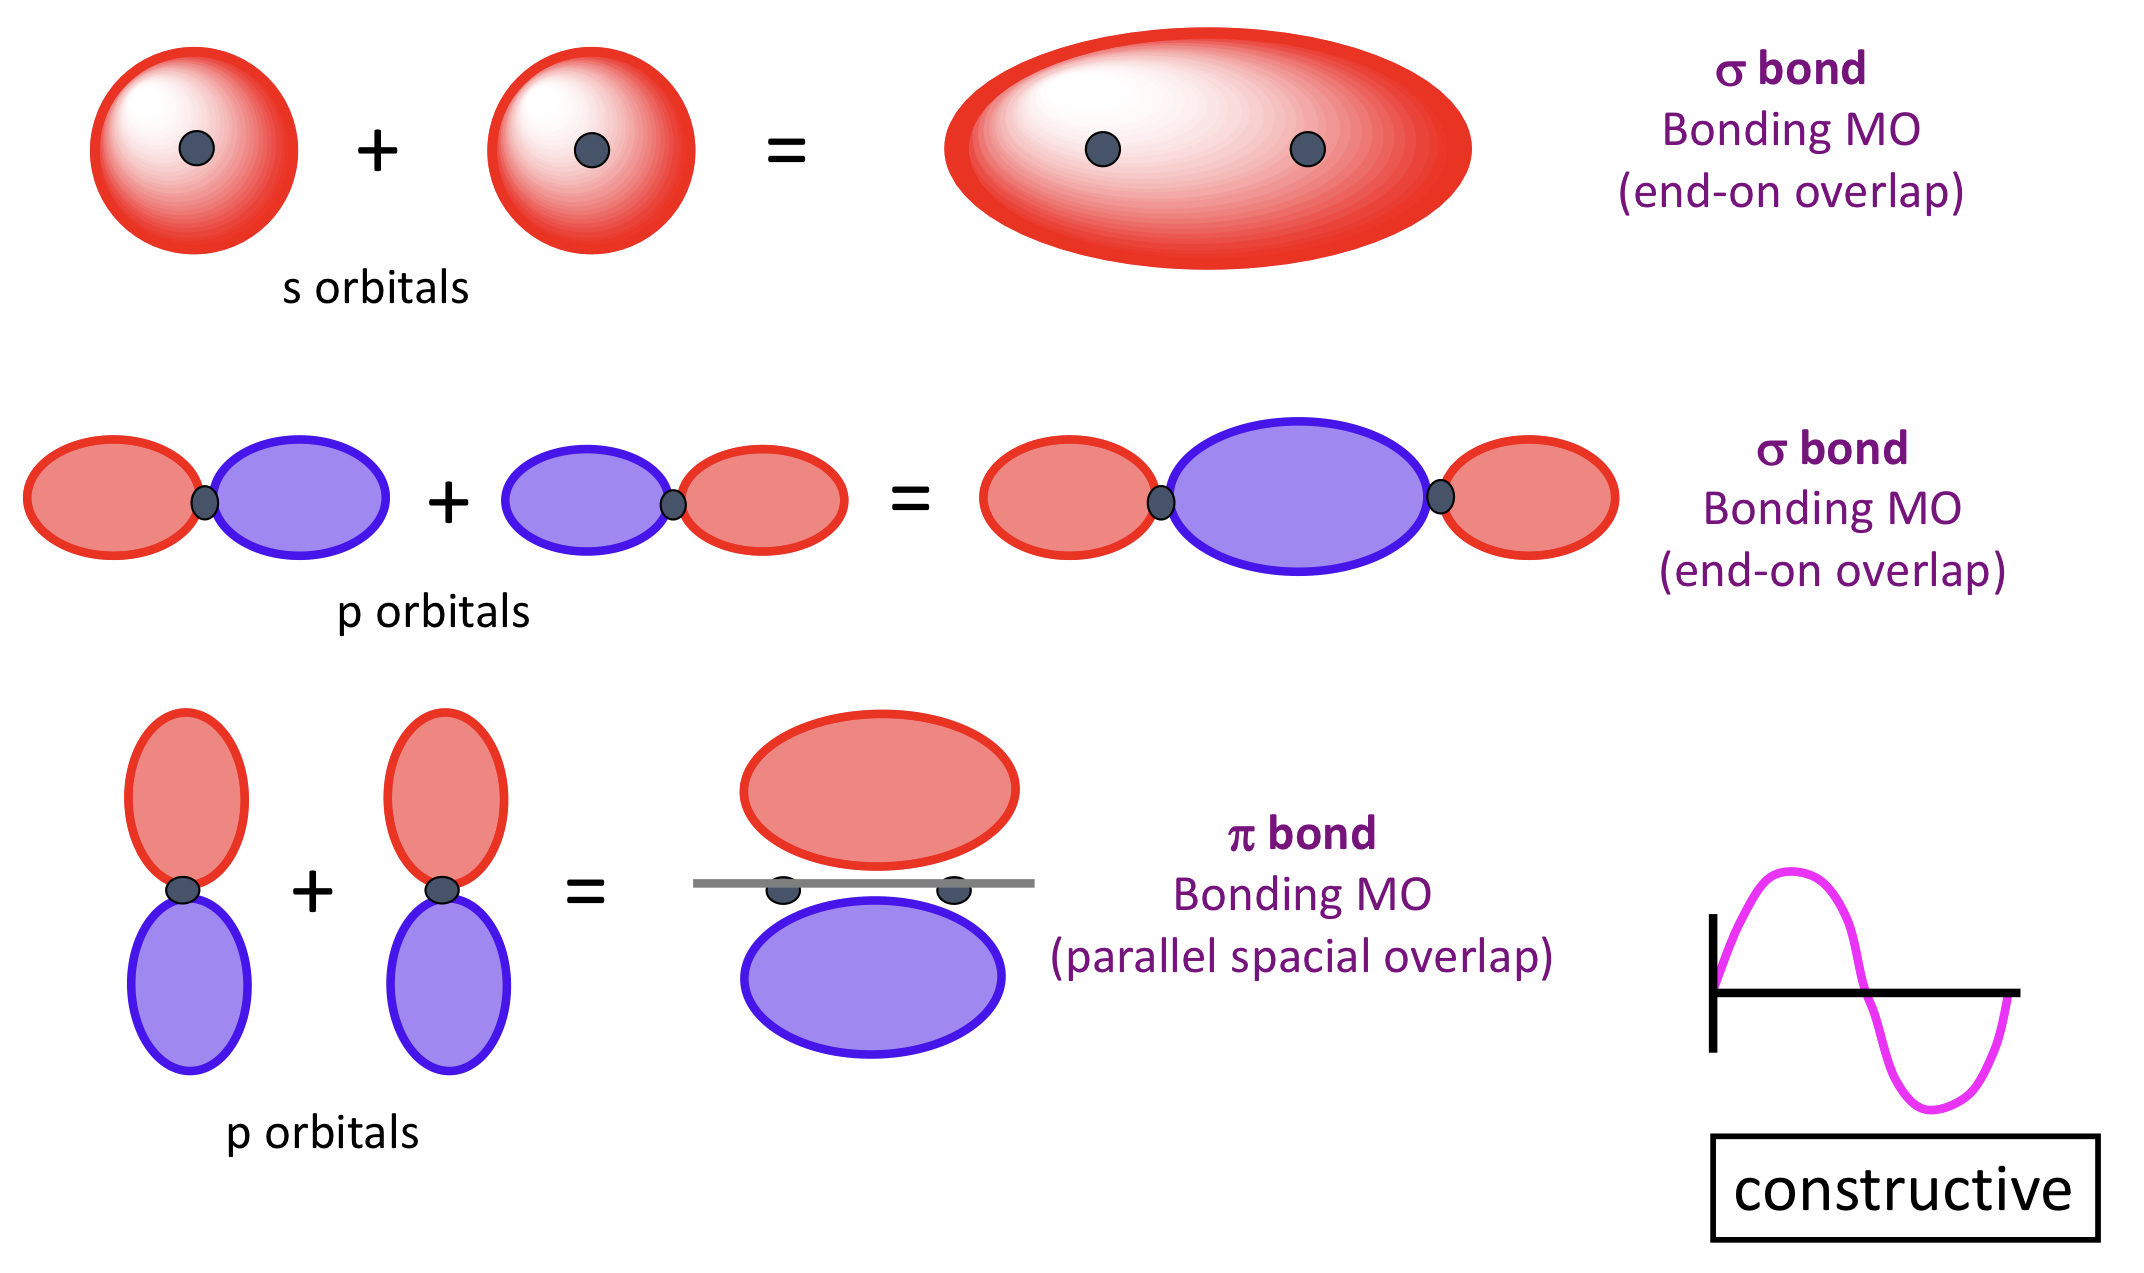 +
=
σ bond
Bonding MO
(end-on overlap)
s orbitals
+
=
σ bond
Bonding MO
(end-on overlap)
p orbitals
+
=
π bond
Bonding MO
(parallel spacial overlap)
p orbitals
constructive